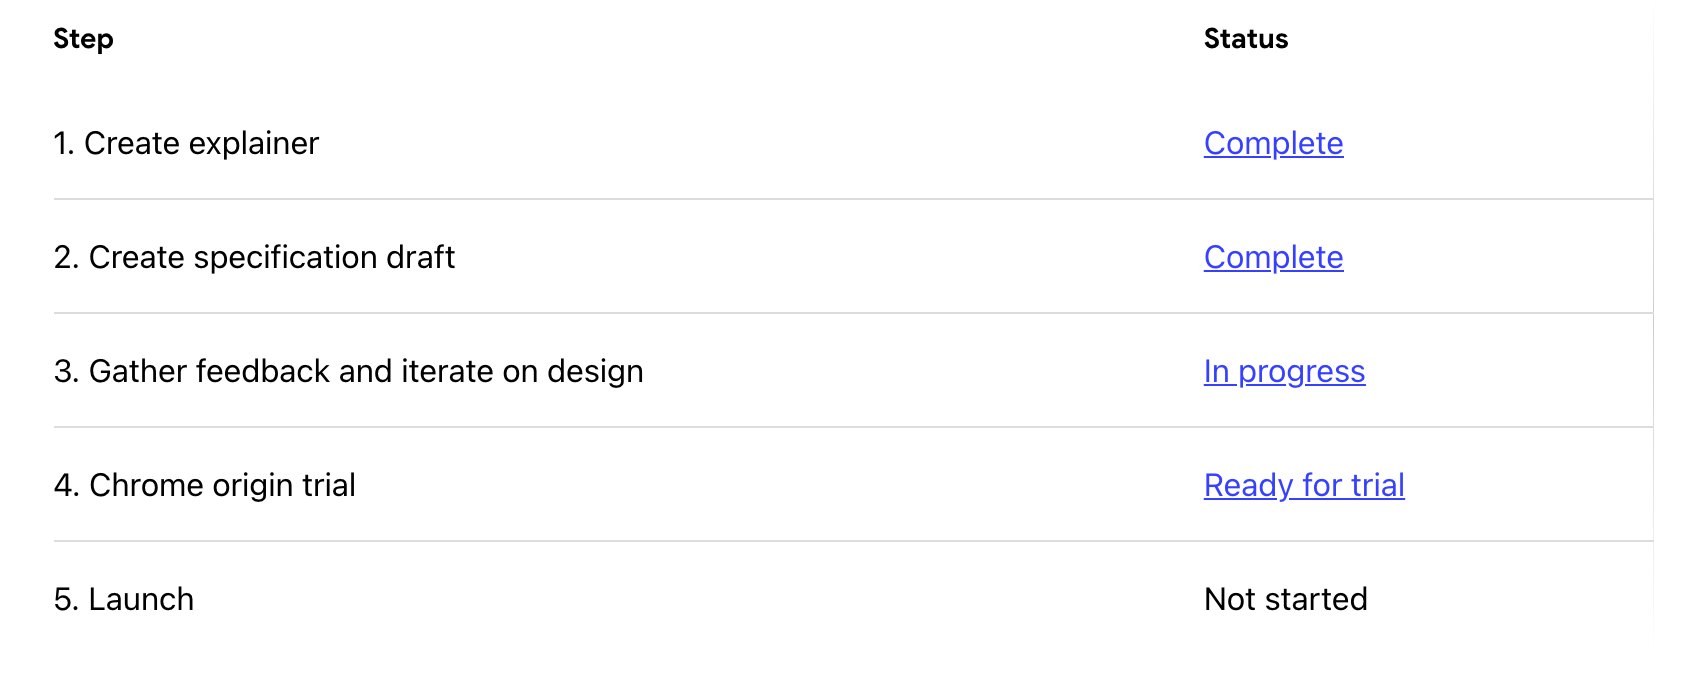 Step Status
1. Create explainer Complete
2. Create specification draft Complete
3. Gather feedback and iterate on design In progress
4. Chrome origin trial Ready for trial
5. Launch Not started